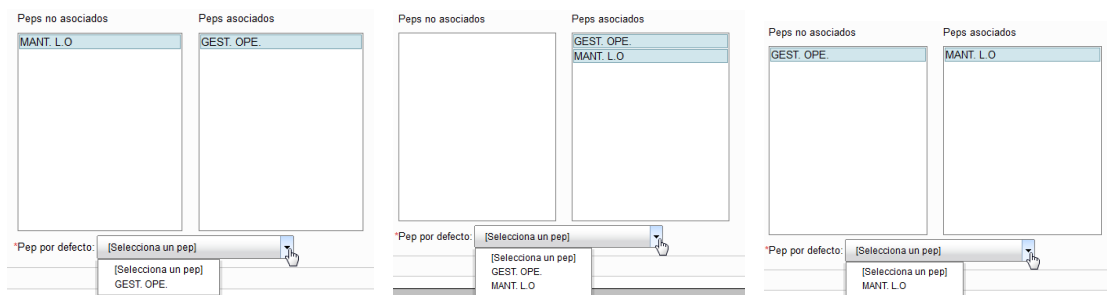 Peps no asociados Peps asociados
MANT. L.O GEST. OPE.
*Pep por defecto: [Selecciona un pep]
[Selecciona un pep]
GEST. OPE.
Peps no asociados Peps asociados
GEST. OPE.
MANT. L.O
*Pep por defecto: [Selecciona un pep]
[Selecciona un pep]
GEST. OPE.
MANT. L.O
Peps no asociados Peps asociados
GEST. OPE. MANT. L.O
*Pep por defecto: [Selecciona un pep]
[Selecciona un pep]
MANT. L.O